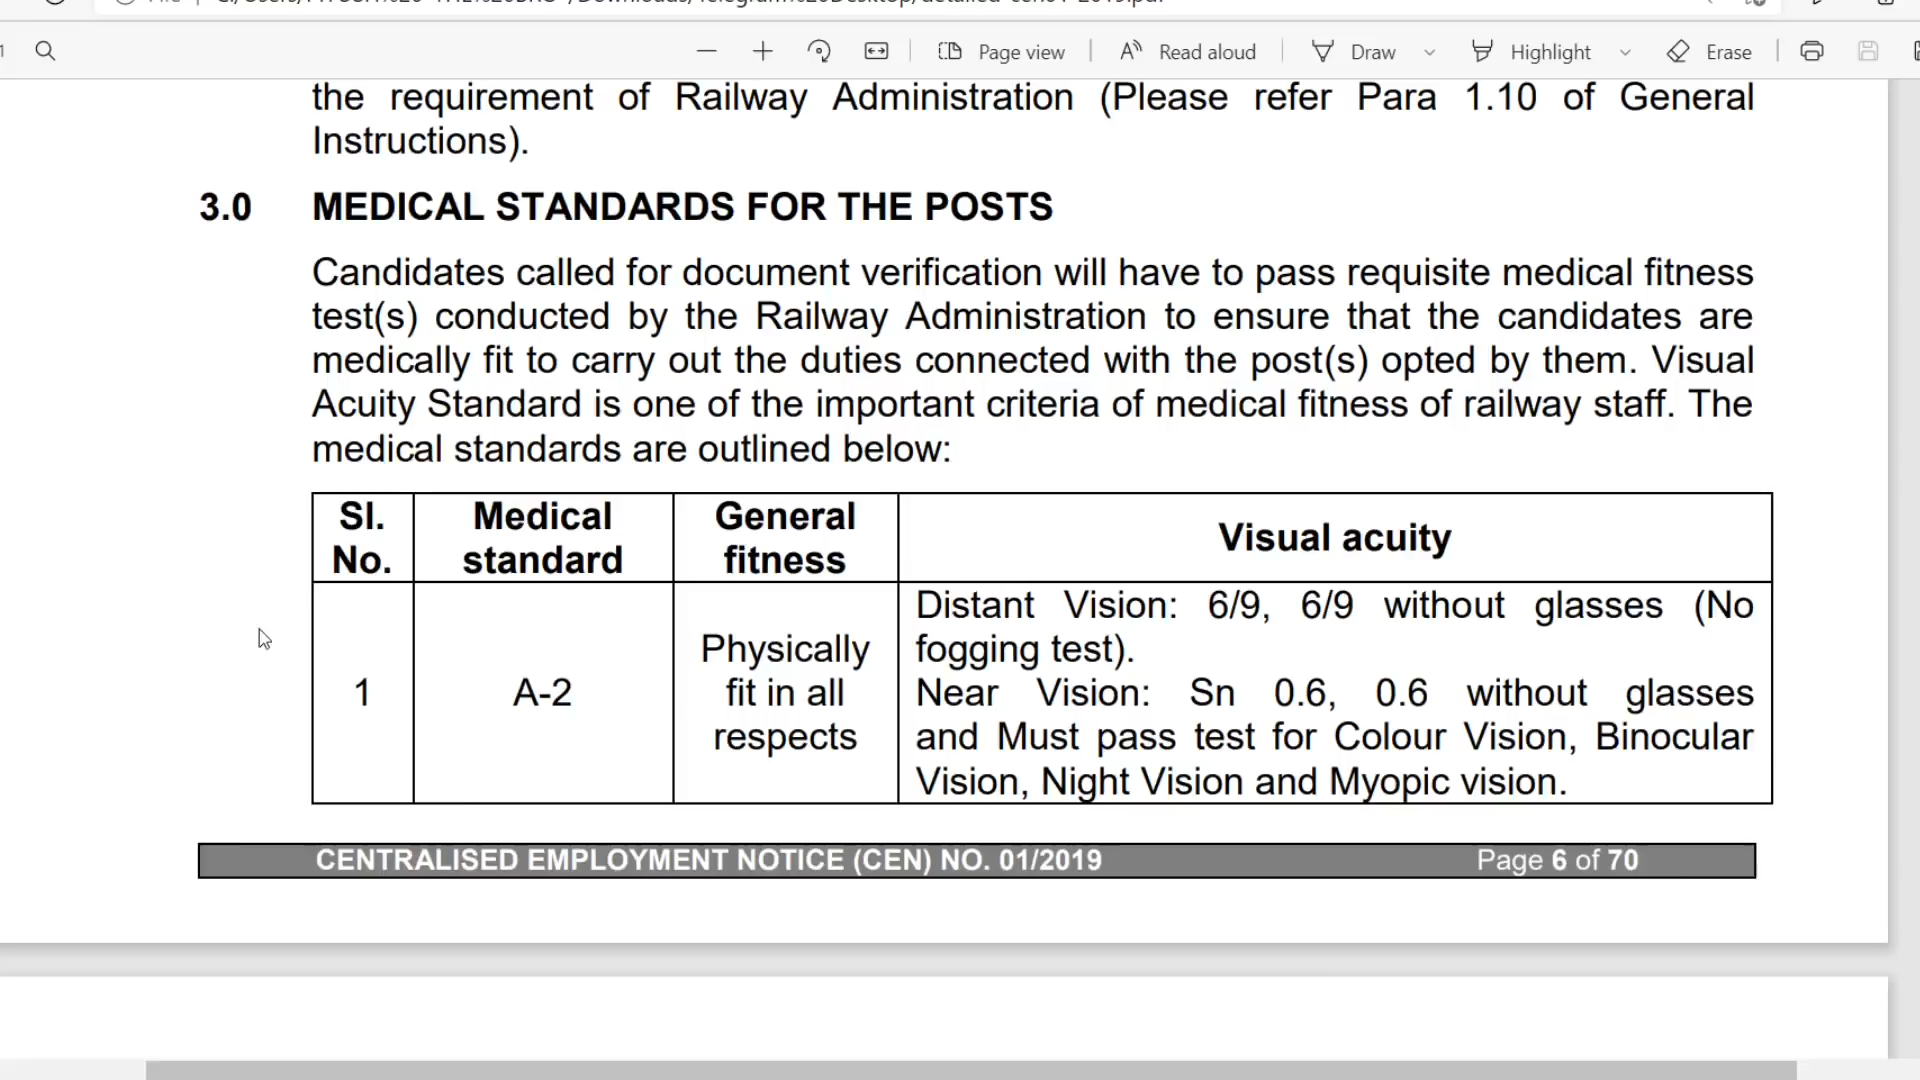 Page view
Read aloud
Draw
Highlight
Erase
the requirement of Railway Administration (Please refer Para 1.10 of General
Instructions).
3.0 MEDICAL STANDARDS FOR THE POSTS
Candidates called for document verification will have to pass requisite medical fitness
test(s) conducted by the Railway Administration to ensure that the candidates are
medically fit to carry out the duties connected with the post(s) opted by them. Visual
Acuity Standard is one of the important criteria of medical fitness of railway staff. The
medical standards are outlined below:
Sl.
No.
Medical
standard
General
fitness
Visual acuity
1
A-2
Physically
fit in all
respects
Distant Vision: 6/9, 6/9 without glasses (No
fogging test).
Near Vision: Sn 0.6, 0.6 without glasses
and Must pass test for Colour Vision, Binocular
Vision, Night Vision and Myopic vision.
CENTRALISED EMPLOYMENT NOTICE (CEN) NO. 01/2019 Page 6 of 70